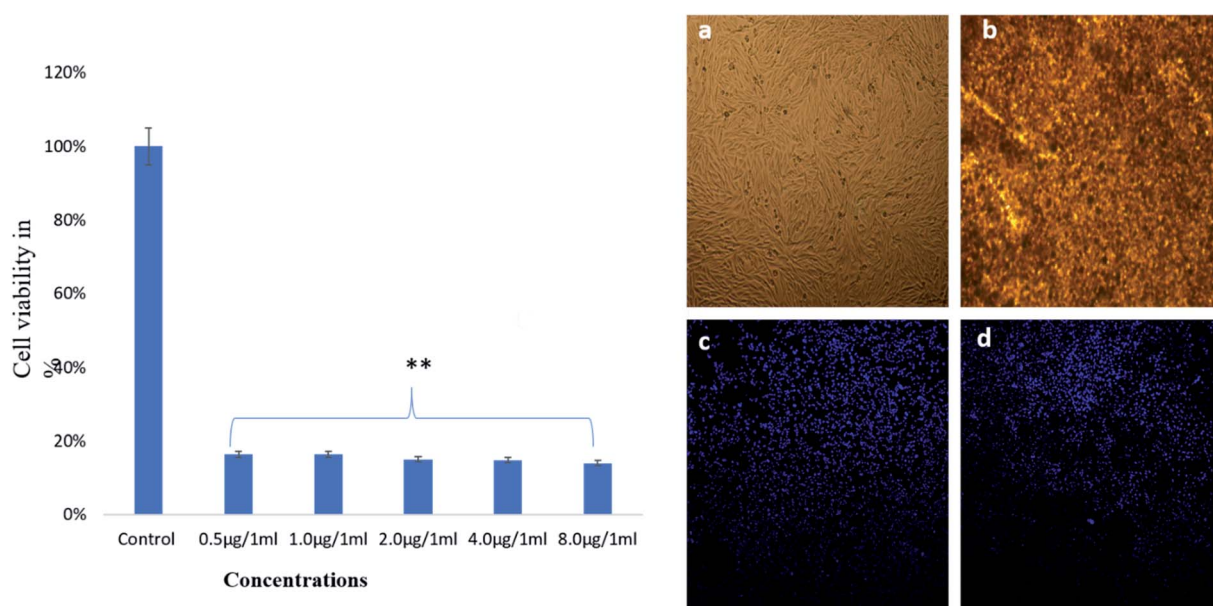 120%
100%
80%
60%
40%
20%
0%
Cell viability in
%
**
Control 0.5µg/1ml 1.0µg/1ml 2.0µg/1ml 4.0µg/1ml 8.0µg/1ml
Concentrations
a
b
c
d